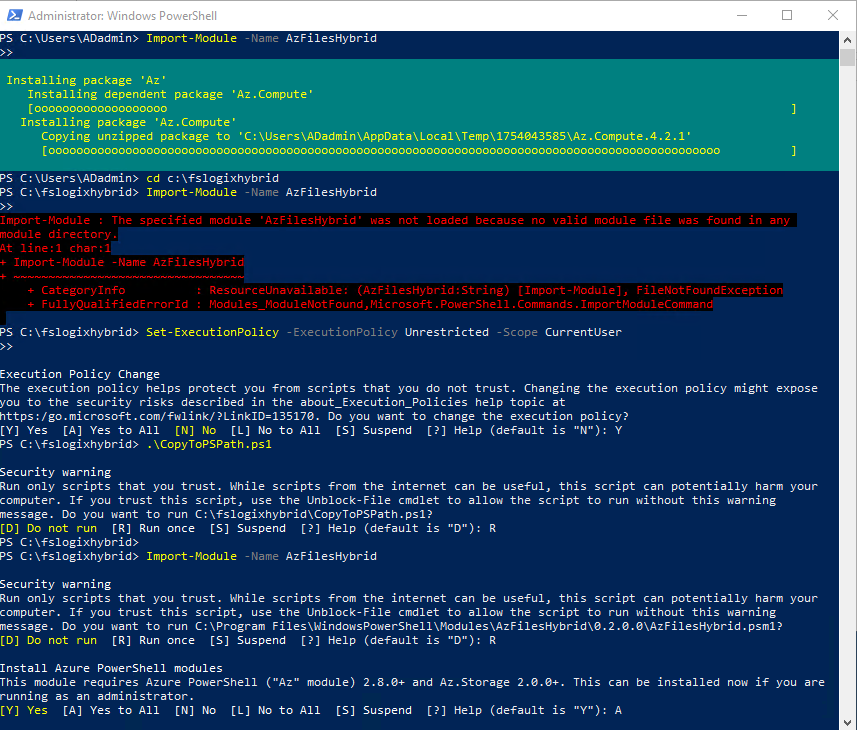 Administrator: Windows PowerShell
PS C:\Users\ADadmin> Import-Module -Name AzFilesHybrid
>>
Installing package 'Az'
Installing dependent package 'Az.Compute'
[ooooooooooooooooooo ]
Installing package 'Az.Compute'
Copying unzipped package to 'C:\Users\ADadmin\AppData\Local\Temp\1754043585\Az.Compute.4.2.1'
[oooooooooooooooooooooooooooooooooooooooooooooooooooooooooooooooooooooooooooooooooooooooooooooooo ]
PS C:\Users\ADadmin> cd c:\fslogixhybrid
PS C:\fslogixhybrid> Import-Module -Name AzFilesHybrid
>>
Import-Module : The specified module 'AzFilesHybrid' was not loaded because no valid module file was found in any
module directory.
At line:1 char:1
+ Import-Module -Name AzFilesHybrid
+ ~~~~~~~~~~~~~~~~~~~~~~~~~~~~~~~~~
+ CategoryInfo : ResourceUnavailable: (AzFilesHybrid:String) [Import-Module], FileNotFoundException
+ FullyQualifiedErrorId : Modules_ModuleNotFound,Microsoft.PowerShell.Commands.ImportModuleCommand
PS C:\fslogixhybrid> Set-ExecutionPolicy -ExecutionPolicy Unrestricted -Scope CurrentUser
>>
Execution Policy Change
The execution policy helps protect you from scripts that you do not trust. Changing the execution policy might expose
you to the security risks described in the about_Execution_Policies help topic at
https:/go.microsoft.com/fwlink/?LinkID=135170. Do you want to change the execution policy?
[Y] Yes [A] Yes to All [N] No [L] No to All [S] Suspend [?] Help (default is "N"): Y
PS C:\fslogixhybrid> .\CopyToPSPath.ps1
Security warning
Run only scripts that you trust. While scripts from the internet can be useful, this script can potentially harm your
computer. If you trust this script, use the Unblock-File cmdlet to allow the script to run without this warning
message. Do you want to run C:\fslogixhybrid\CopyToPSPath.ps1?
[D] Do not run [R] Run once [S] Suspend [?] Help (default is "D"): R
PS C:\fslogixhybrid>
PS C:\fslogixhybrid> Import-Module -Name AzFilesHybrid
Security warning
Run only scripts that you trust. While scripts from the internet can be useful, this script can potentially harm your
computer. If you trust this script, use the Unblock-File cmdlet to allow the script to run without this warning
message. Do you want to run C:\Program Files\WindowsPowerShell\Modules\AzFilesHybrid\0.2.0.0\AzFilesHybrid.psm1?
[D] Do not run [R] Run once [S] Suspend [?] Help (default is "D"): R
Install Azure PowerShell modules
This module requires Azure PowerShell ("Az" module) 2.8.0+ and Az.Storage 2.0.0+. This can be installed now if you are
running as an administrator.
[Y] Yes [A] Yes to All [N] No [L] No to All [S] Suspend [?] Help (default is "Y"): A